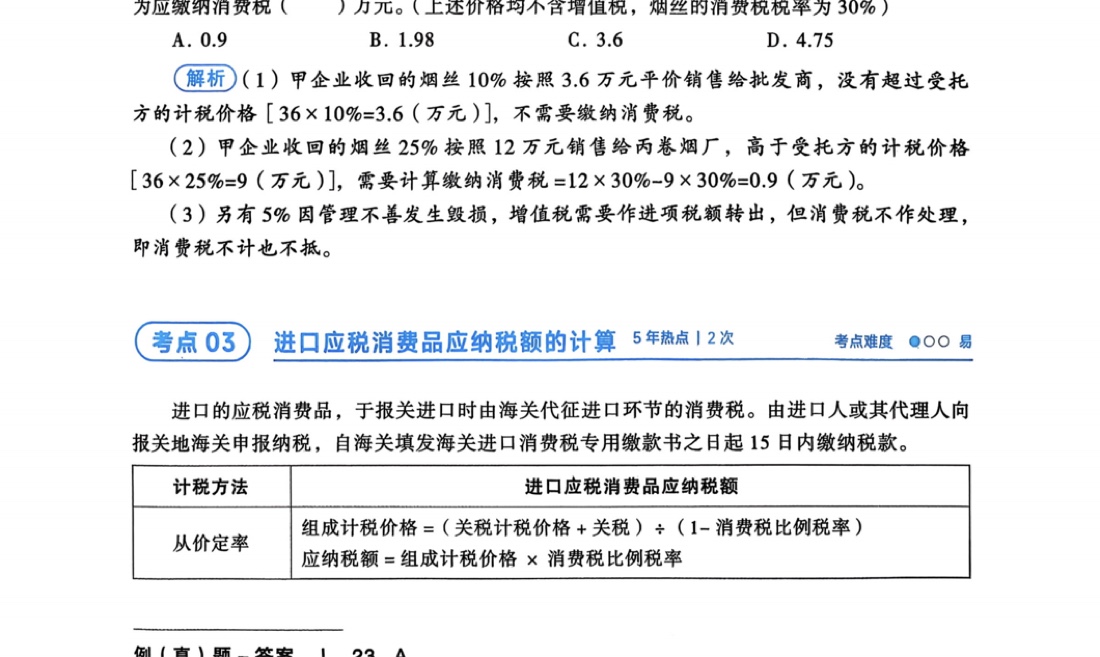 为应缴纳消费税（　　）万元。（上述价格均不含增值税，烟丝的消费税税率为 30%）
A. 0.9 B. 1.98 C. 3.6 D. 4.75
解析（1）甲企业收回的烟丝 10% 按照 3.6 万元平价销售给批发商，没有超过受托
方的计税价格［36×10%=3.6（万元）］，不需要缴纳消费税。
（2）甲企业收回的烟丝 25% 按照 12 万元销售给丙卷烟厂，高于受托方的计税价格
［36×25%=9（万元）］，需要计算缴纳消费税 =12×30%-9×30%=0.9（万元）。
（3）另有 5% 因管理不善发生毁损，增值税需要作进项税额转出，但消费税不作处理，
即消费税不计也不抵。
考点 03 进口应税消费品应纳税额的计算 5 年热点 | 2 次 考点难度 ●○○ 易
进口的应税消费品，于报关进口时由海关代征进口环节的消费税。由进口人或其代理人向
报关地海关申报纳税，自海关填发海关进口消费税专用缴款书之日起 15 日内缴纳税款。
计税方法 进口应税消费品应纳税额
组成计税价格 =（关税计税价格 + 关税）÷（1- 消费税比例税率）
从价定率
应纳税额 = 组成计税价格 × 消费税比例税率
例（真）题 - 答案 | 23. A